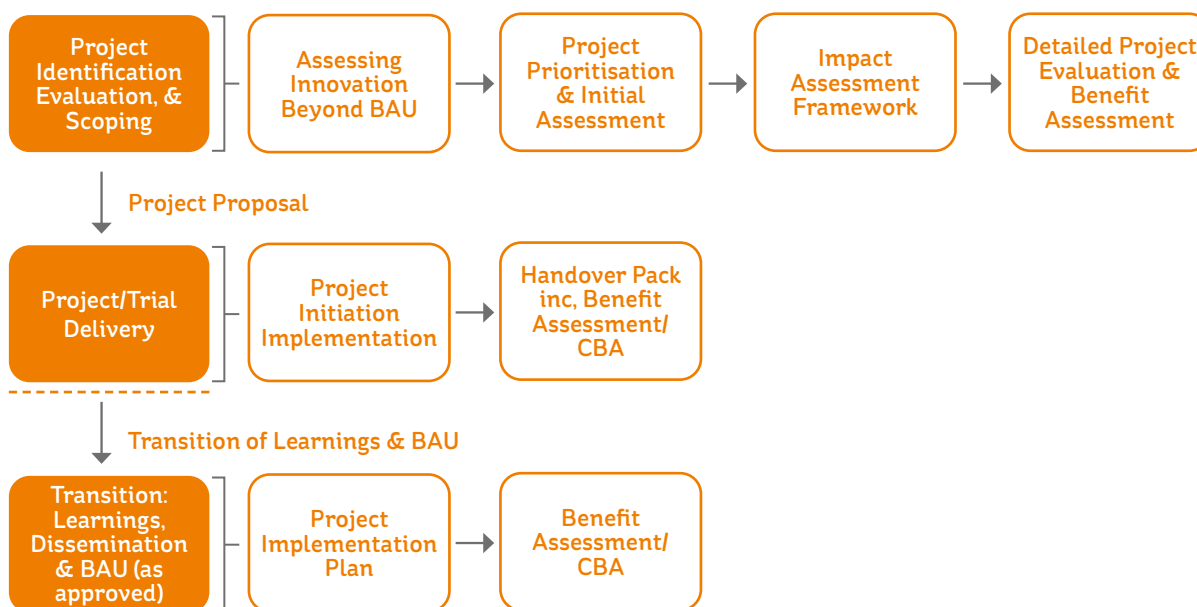 Project
Identification
Evaluation, &
Scoping
Assessing
Innovation
Beyond BAU
Project
Prioritisation
& Initial
Assessment
Impact
Assessment
Framework
Detailed Project
Evaluation &
Benefit
Assessment
Project Proposal
Project/Trial
Delivery
Project
Initiation
Implementation
Handover Pack
inc, Benefit
Assessment/
CBA
Transition of Learnings & BAU
Transition:
Learnings,
Dissemination
& BAU (as
approved)
Project
Implementation
Plan
Benefit
Assessment/
CBA